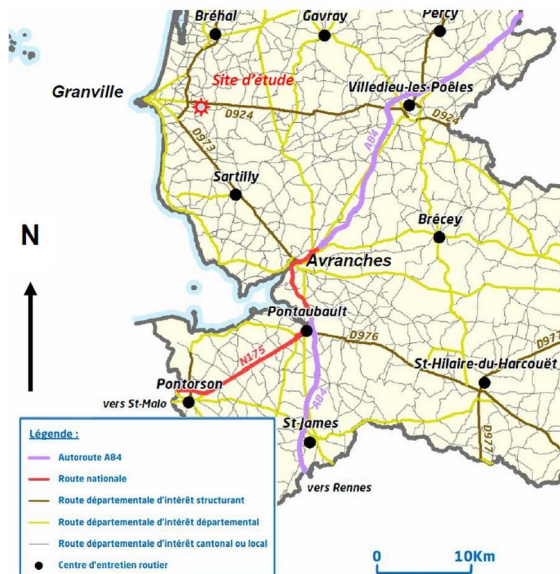 Bréhal
Gavray
Percy
Granville
Site d'étude
Villedieu-les-Poêles
D924
D924
D973
A84
Sartilly
N
Brécey
Avranches
Pontaubault
D976
D977
N175
St-Hilaire-du-Harcouët
Pontorson
vers St-Malo
A84
D977
St-James
vers Rennes
Légende :
Autoroute A84
Route nationale
Route départementale d'intérêt structurant
Route départementale d'intérêt départemental
Route départementale d'intérêt cantonal ou local
Centre d'entretien routier
0 10Km